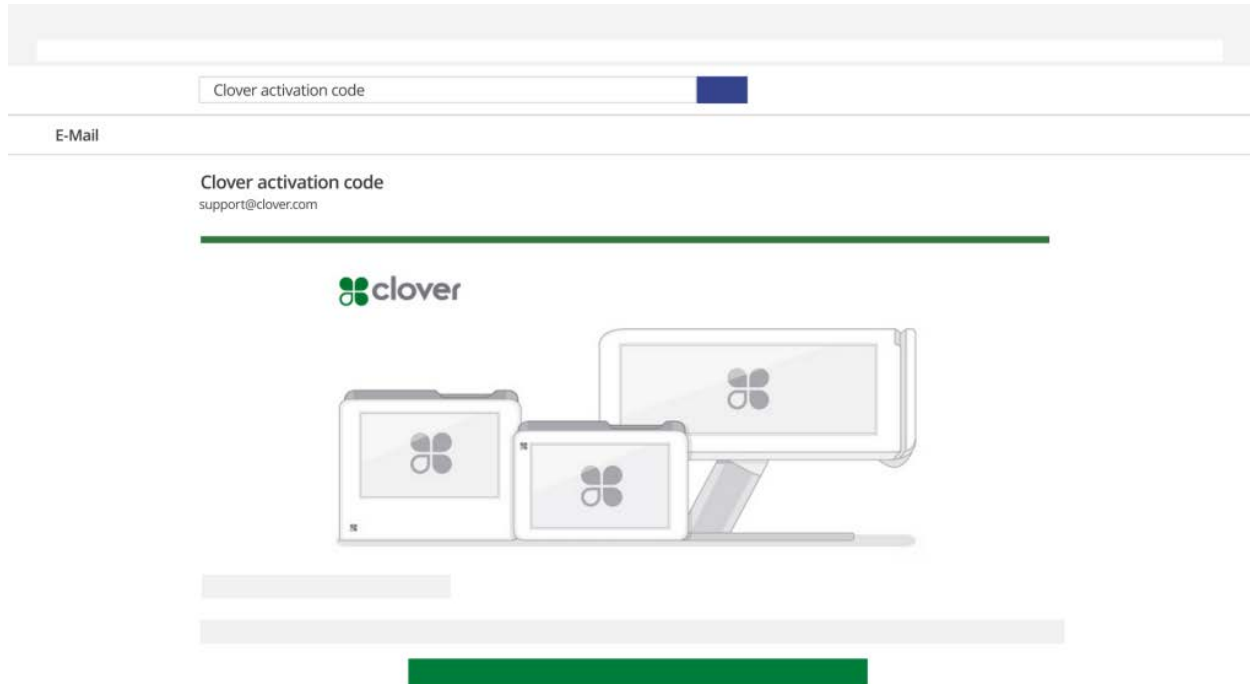 Clover activation code
E-Mail
Clover activation code
support@clover.com
clover